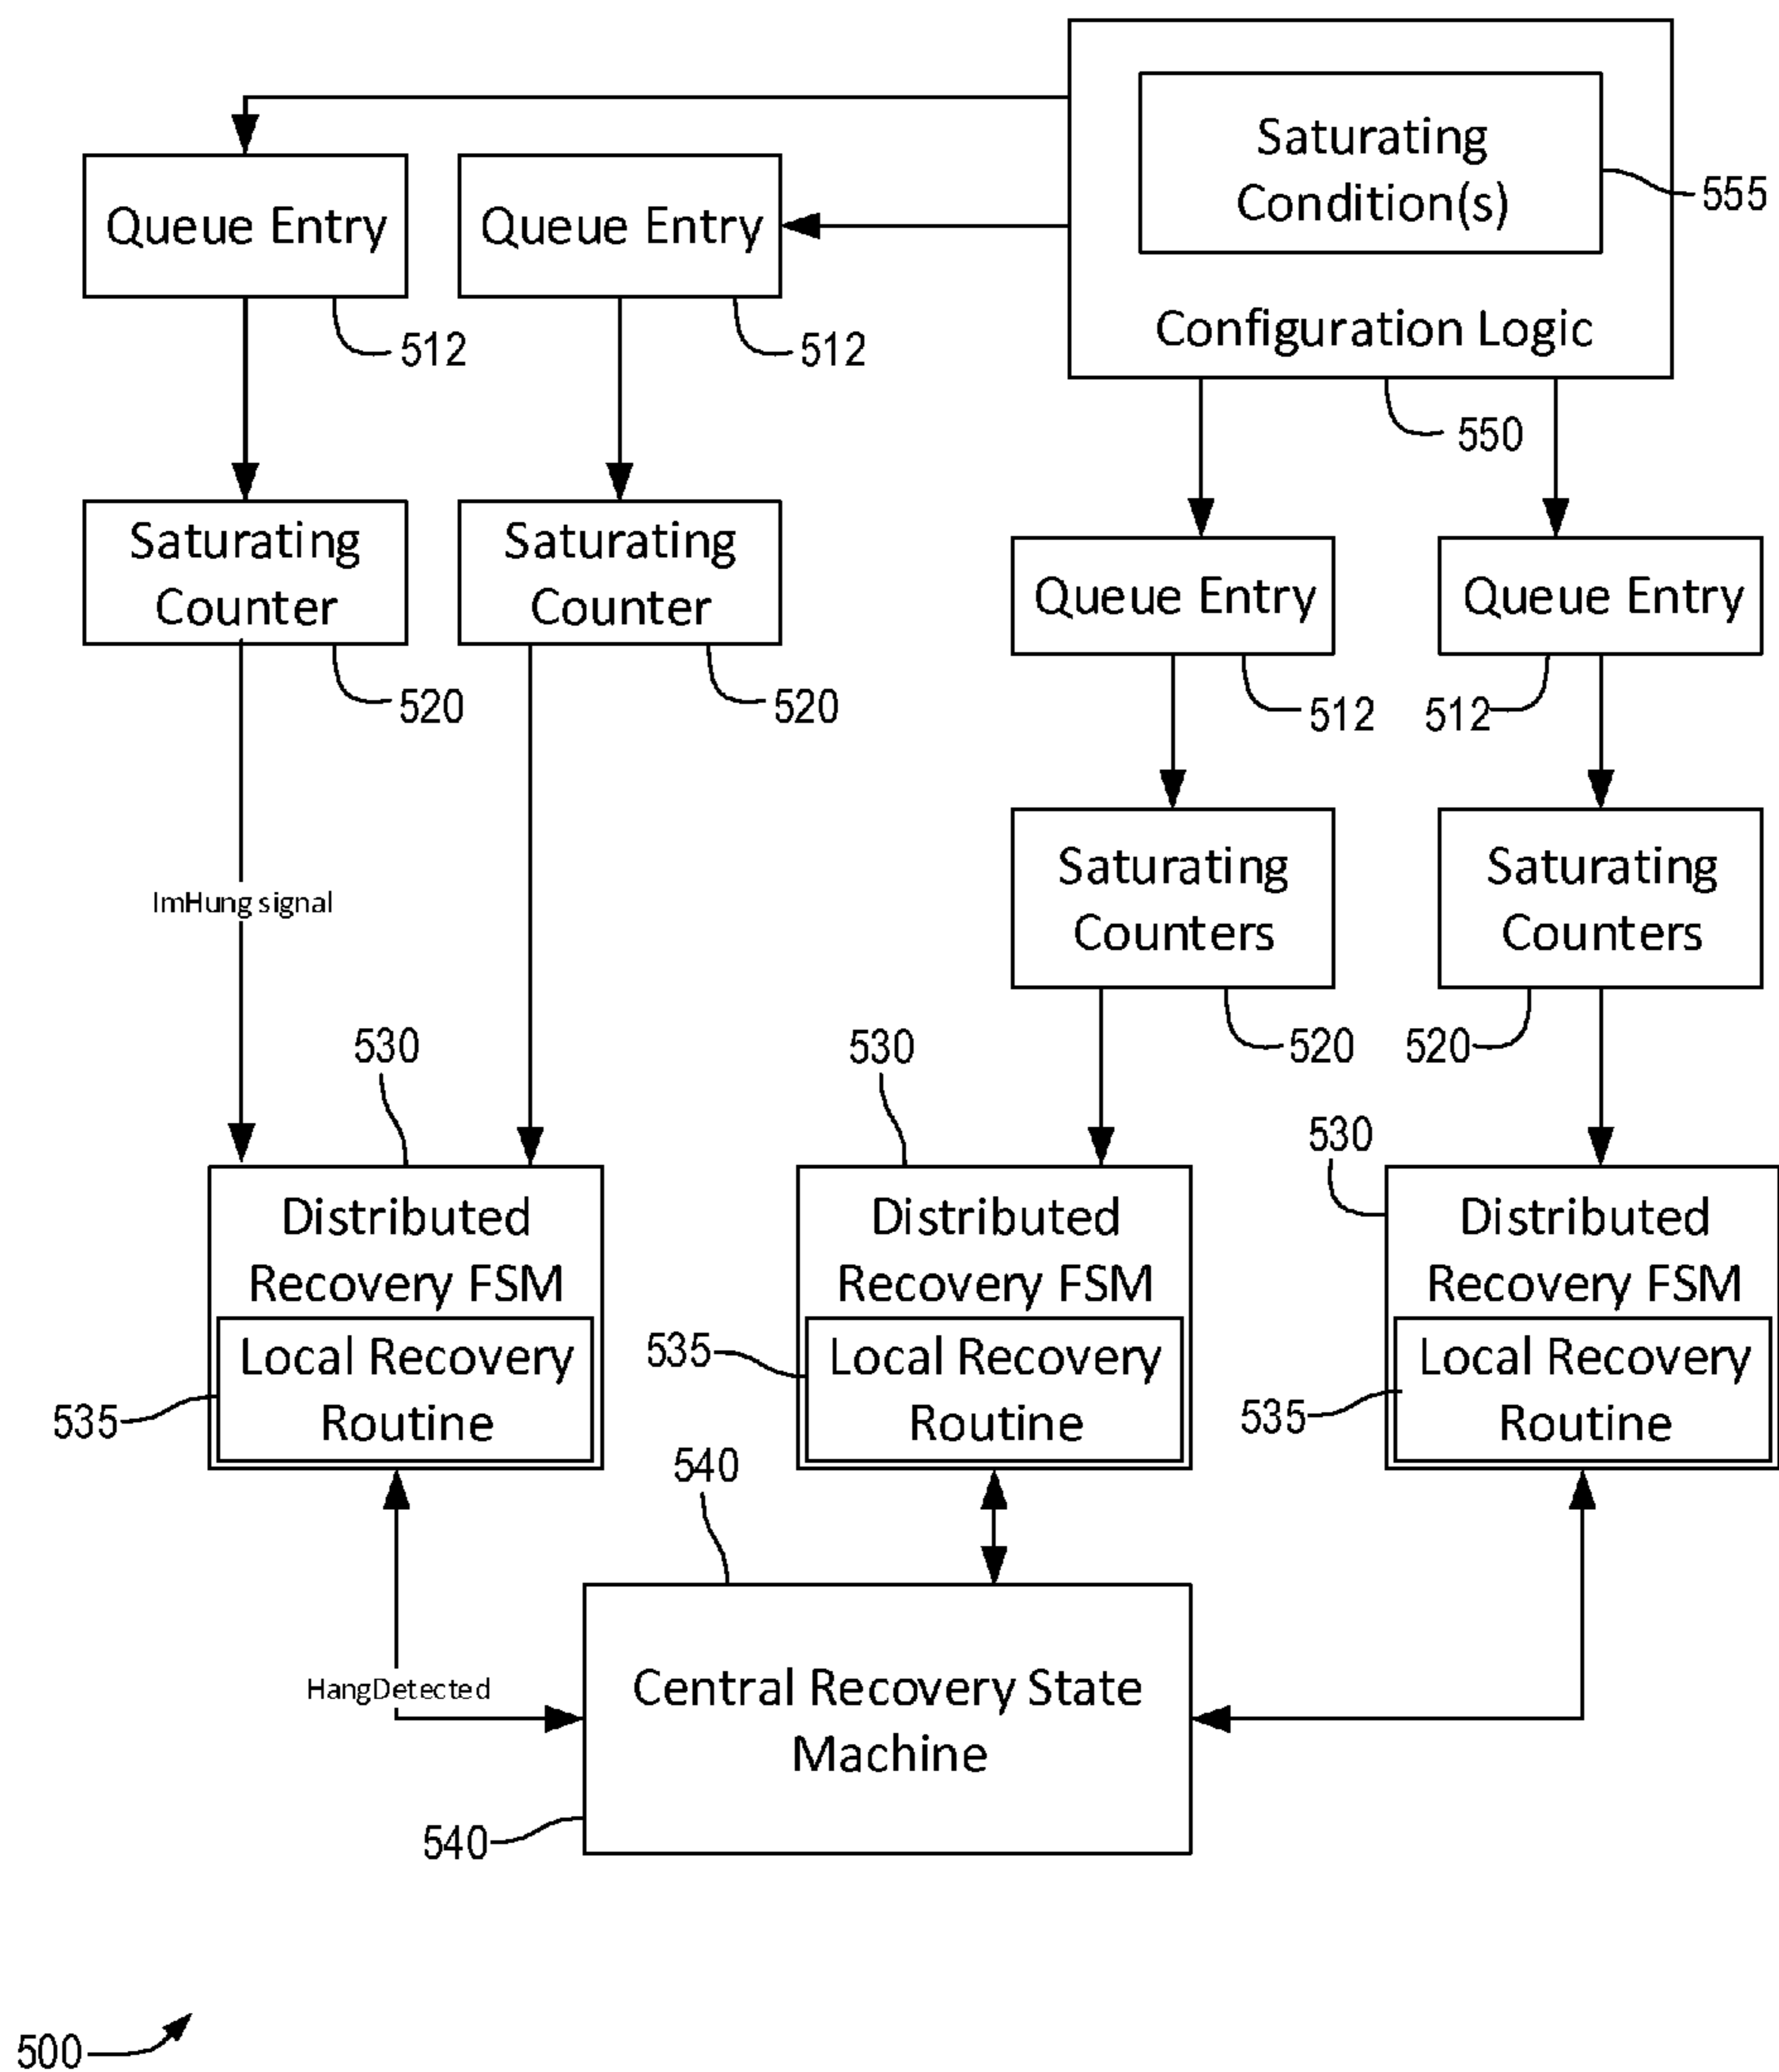 Saturating
Condition(s)
555
Configuration Logic
550
Queue Entry
512
Queue Entry
512
Saturating
Counter
520
Saturating
Counter
520
Queue Entry
512
Queue Entry
512
Saturating
Counters
520
Saturating
Counters
520
ImHung signal
530
Distributed
Recovery FSM
Local Recovery
Routine
535
530
Distributed
Recovery FSM
Local Recovery
Routine
535
530
Distributed
Recovery FSM
Local Recovery
Routine
535
540
HangDetected
Central Recovery State
Machine
540
500